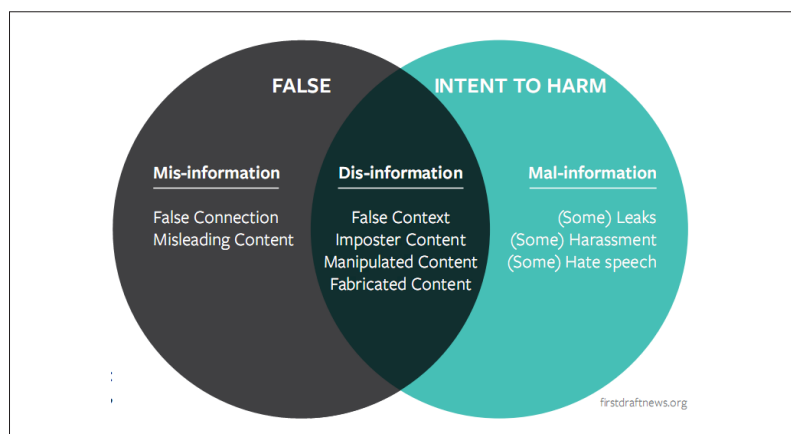 FALSE
INTENT TO HARM
Mis-information
False Connection
Misleading Content
Dis-information
False Context
Imposter Content
Manipulated Content
Fabricated Content
Mal-information
(Some) Leaks
(Some) Harassment
(Some) Hate speech
firstdraftnews.org